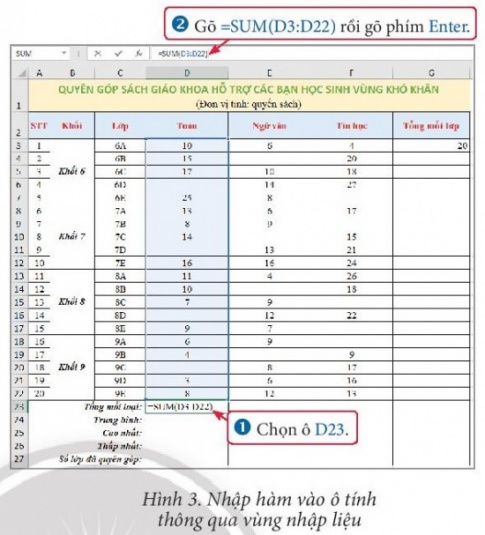 ❷ Gõ =SUM(D3:D22) rồi gõ phím Enter.
SUM =SUM(D3:D22)
A B C D E F G
1 QUYÊN GÓP SÁCH GIÁO KHOA HỖ TRỢ CÁC BẠN HỌC SINH VÙNG KHÓ KHĂN
(Đơn vị tính: quyển sách)
2 STT Khối Lớp Toán Ngữ văn Tin học Tổng mỗi lớp
3 1 6A 10 6 4 20
4 2 6B 15 20
5 3 Khối 6 6C 17 10 18
6 4 6D 14 27
7 5 6E 25 8
8 6 7A 13 6 17
9 7 7B 8 9
10 8 Khối 7 7C 14 15
11 9 7D 13 21
12 10 7E 16 16 24
13 11 8A 11 4 26
14 12 8B 10 18
15 13 Khối 8 8C 7 9
16 14 8D 12 22
17 15 8E 9 7
18 16 9A 6 9
19 17 9B 4 9
20 18 Khối 9 9C 8 17
21 19 9D 3 6 16
22 20 9E 8 12 13
23 Tổng mỗi loại: =SUM(D3:D22)
24 Trung bình:
25 Cao nhất:
26 Thấp nhất:
27 Số lớp đã quyên góp:
❶ Chọn ô D23.
Hình 3. Nhập hàm vào ô tính
thông qua vùng nhập liệu